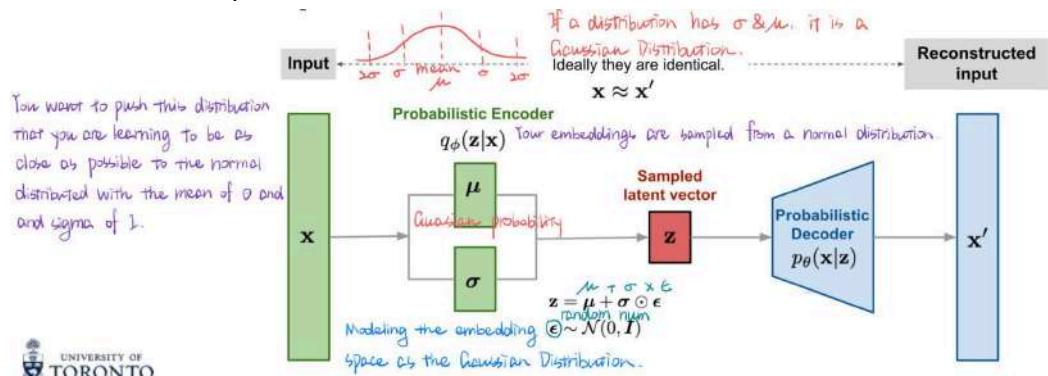 If a distribution has σ & μ, it is a
Gaussian Distribution.
Input
2σ σ mean σ 2σ
μ
Ideally they are identical.
x ≈ x′
Reconstructed
input
You want to push this distribution
that you are learning to be as
close as possible to the normal
distributed with the mean of 0 and
and sigma of 1.
Probabilistic Encoder
qϕ(z|x)
Your embeddings are sampled from a normal distribution.
x
μ
Guassian probability
σ
Sampled
latent vector
z
Probabilistic
Decoder
pθ(x|z)
x′
μ + σ x ε
z = μ + σ ⊙ ϵ
random num
ϵ ~ N(0, I)
Modeling the embedding
space as the Gaussian Distribution.
UNIVERSITY OF
TORONTO